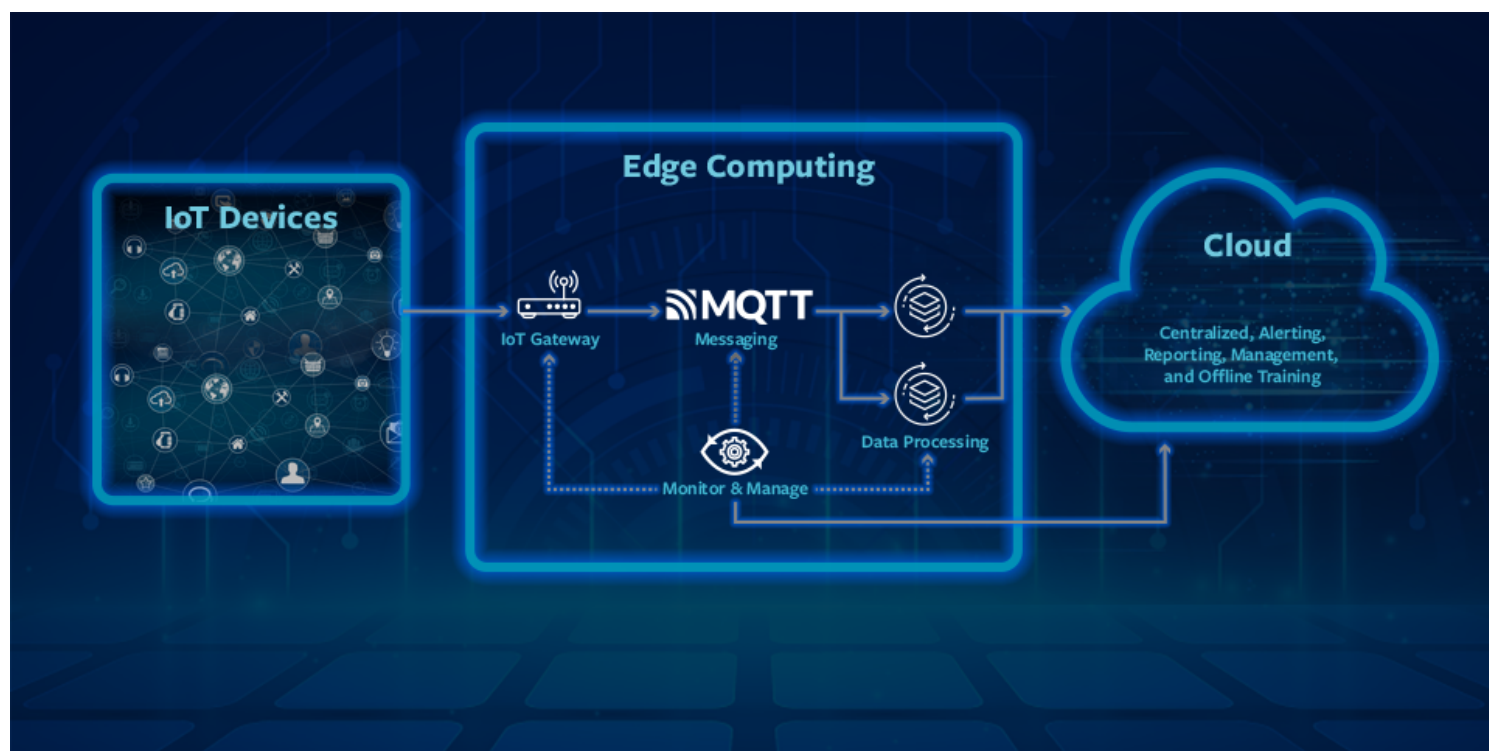 Edge Computing
IoT Devices
Cloud
MQTT
IoT Gateway
Messaging
Centralized, Alerting,
Reporting, Management,
and Offline Training
Data Processing
Monitor & Manage